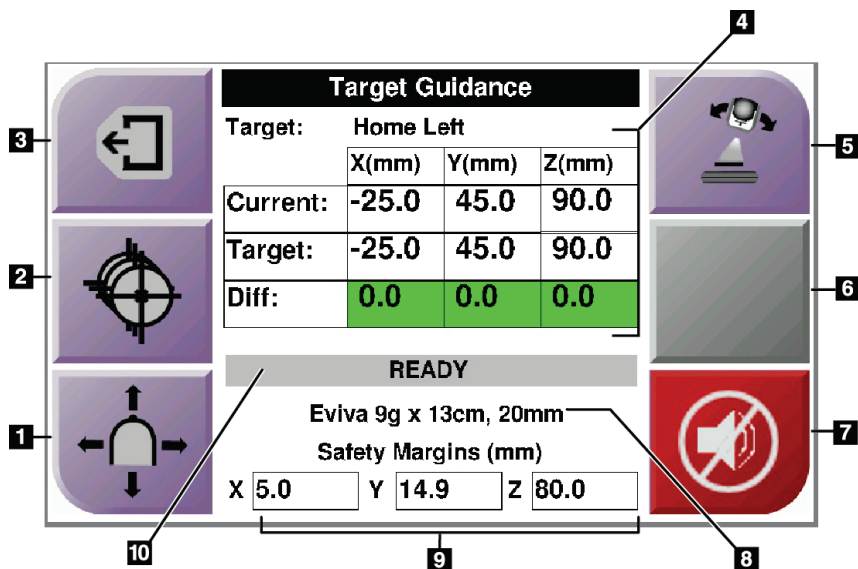 4
Target Guidance
3
Target: Home Left
5
X(mm) Y(mm) Z(mm)
Current: -25.0 45.0 90.0
Target: -25.0 45.0 90.0
2
6
Diff: 0.0 0.0 0.0
READY
Eviva 9g x 13cm, 20mm
1
7
Safety Margins (mm)
X 5.0 Y 14.9 Z 80.0
10
9
8